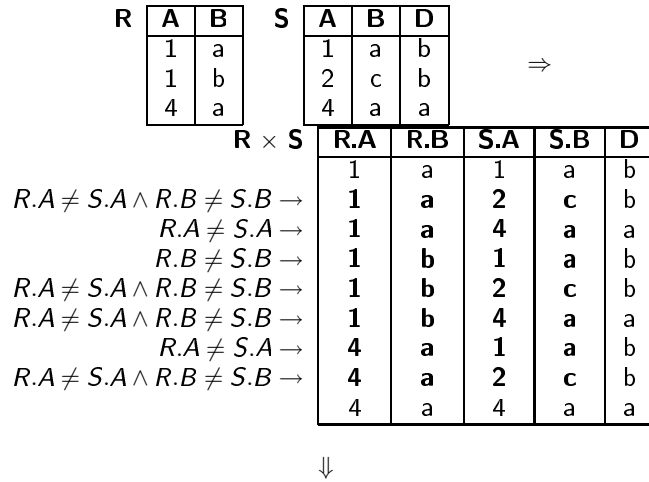 R A B S A B D
1 a 1 a b
1 b 2 c b ⇒
4 a 4 a a
R × S R.A R.B S.A S.B D
1 a 1 a b
R.A ≠ S.A ∧ R.B ≠ S.B → 1 a 2 c b
R.A ≠ S.A → 1 a 4 a a
R.B ≠ S.B → 1 b 1 a b
R.A ≠ S.A ∧ R.B ≠ S.B → 1 b 2 c b
R.A ≠ S.A ∧ R.B ≠ S.B → 1 b 4 a a
R.A ≠ S.A → 4 a 1 a b
R.A ≠ S.A ∧ R.B ≠ S.B → 4 a 2 c b
4 a 4 a a
⇓